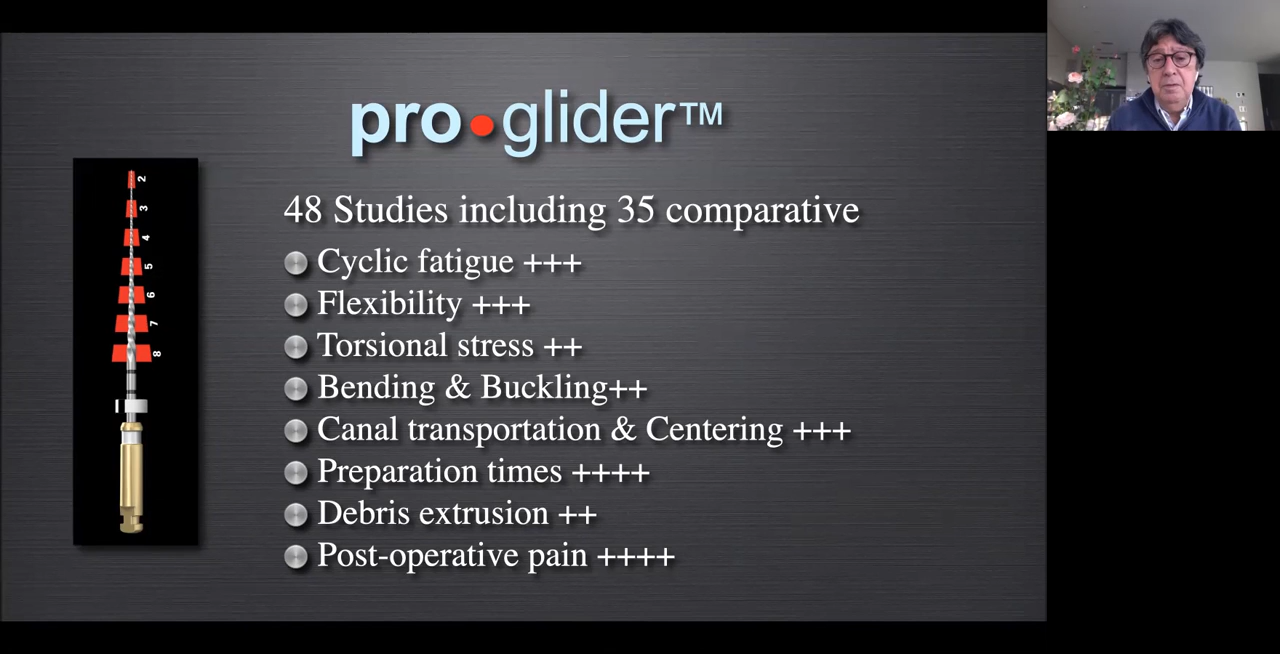 pro•glider™
48 Studies including 35 comparative
Cyclic fatigue +++
Flexibility +++
Torsional stress ++
Bending & Buckling++
Canal transportation & Centering +++
Preparation times ++++
Debris extrusion ++
Post-operative pain ++++
2
3
4
5
6
7
8